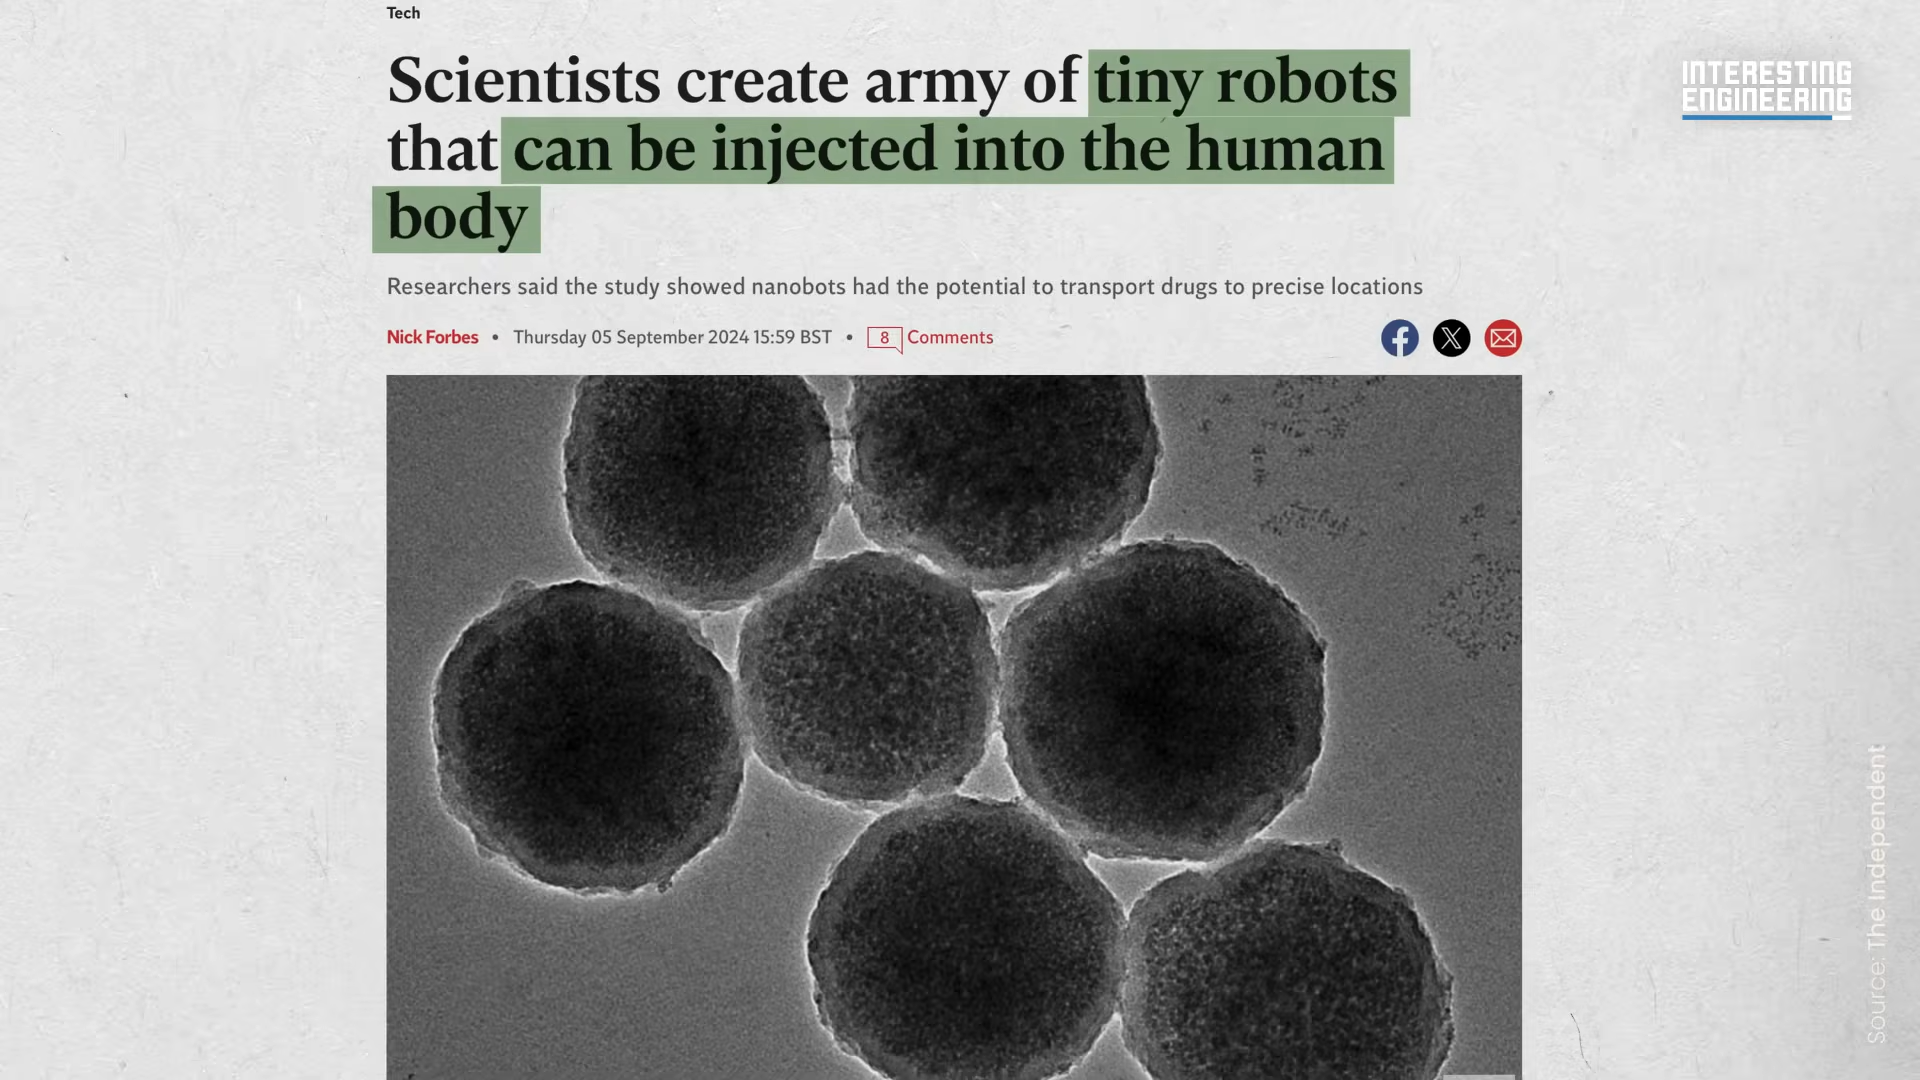 Tech
Scientists create army of tiny robots
that can be injected into the human
body
INTERESTING
ENGINEERING
Researchers said the study showed nanobots had the potential to transport drugs to precise locations
Nick Forbes • Thursday 05 September 2024 15:59 BST • 8 Comments
Source: The Independent